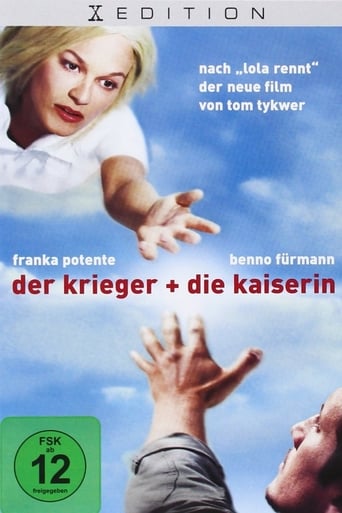 X EDITION
nach „lola rennt“
der neue film
von tom tykwer
franka potente
benno fürmann
der krieger + die kaiserin
FSK
ab
12
freigegeben